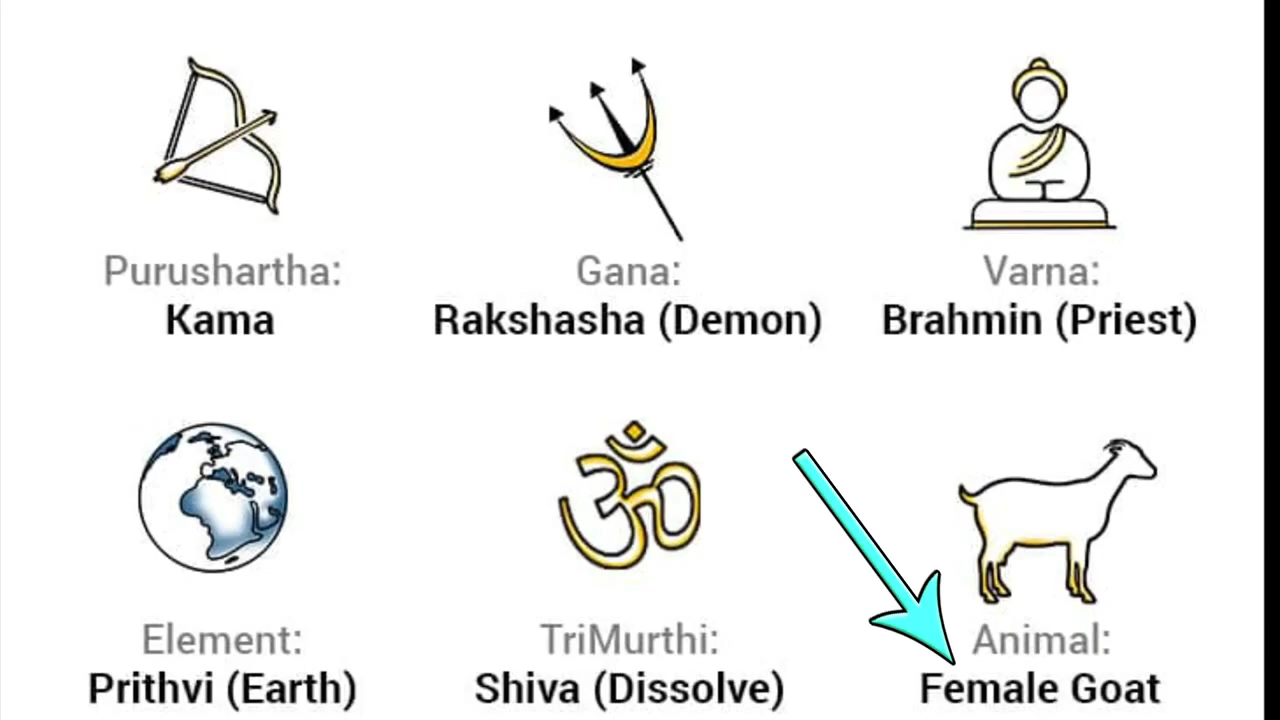 Purushartha:
Kama
Gana:
Rakshasha (Demon)
Varna:
Brahmin (Priest)
Element:
Prithvi (Earth)
TriMurthi:
Shiva (Dissolve)
Animal:
Female Goat